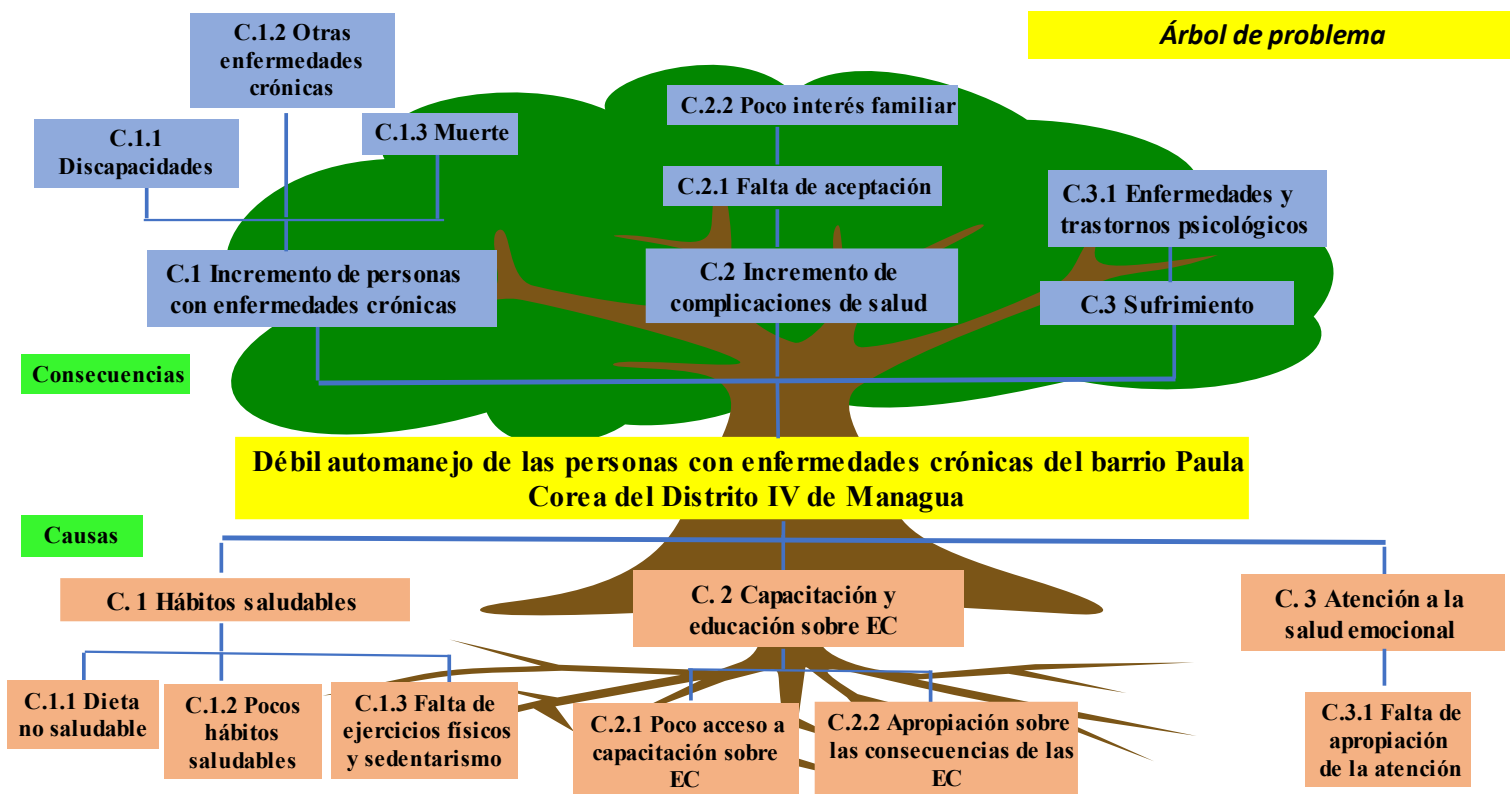 Árbol de problema
C.1.2 Otras
enfermedades
crónicas
C.1.1
Discapacidades
C.1.3 Muerte
C.2.2 Poco interés familiar
C.2.1 Falta de aceptación
C.3.1 Enfermedades y
trastornos psicológicos
C.1 Incremento de personas
con enfermedades crónicas
C.2 Incremento de
complicaciones de salud
C.3 Sufrimiento
Consecuencias
Débil automanejo de las personas con enfermedades crónicas del barrio Paula
Corea del Distrito IV de Managua
Causas
C. 1 Hábitos saludables
C. 2 Capacitación y
educación sobre EC
C. 3 Atención a la
salud emocional
C.1.1 Dieta
no saludable
C.1.2 Pocos
hábitos
saludables
C.1.3 Falta de
ejercicios físicos
y sedentarismo
C.2.1 Poco acceso a
capacitación sobre
EC
C.2.2 Apropiación sobre
las consecuencias de las
EC
C.3.1 Falta de
apropiación
de la atención